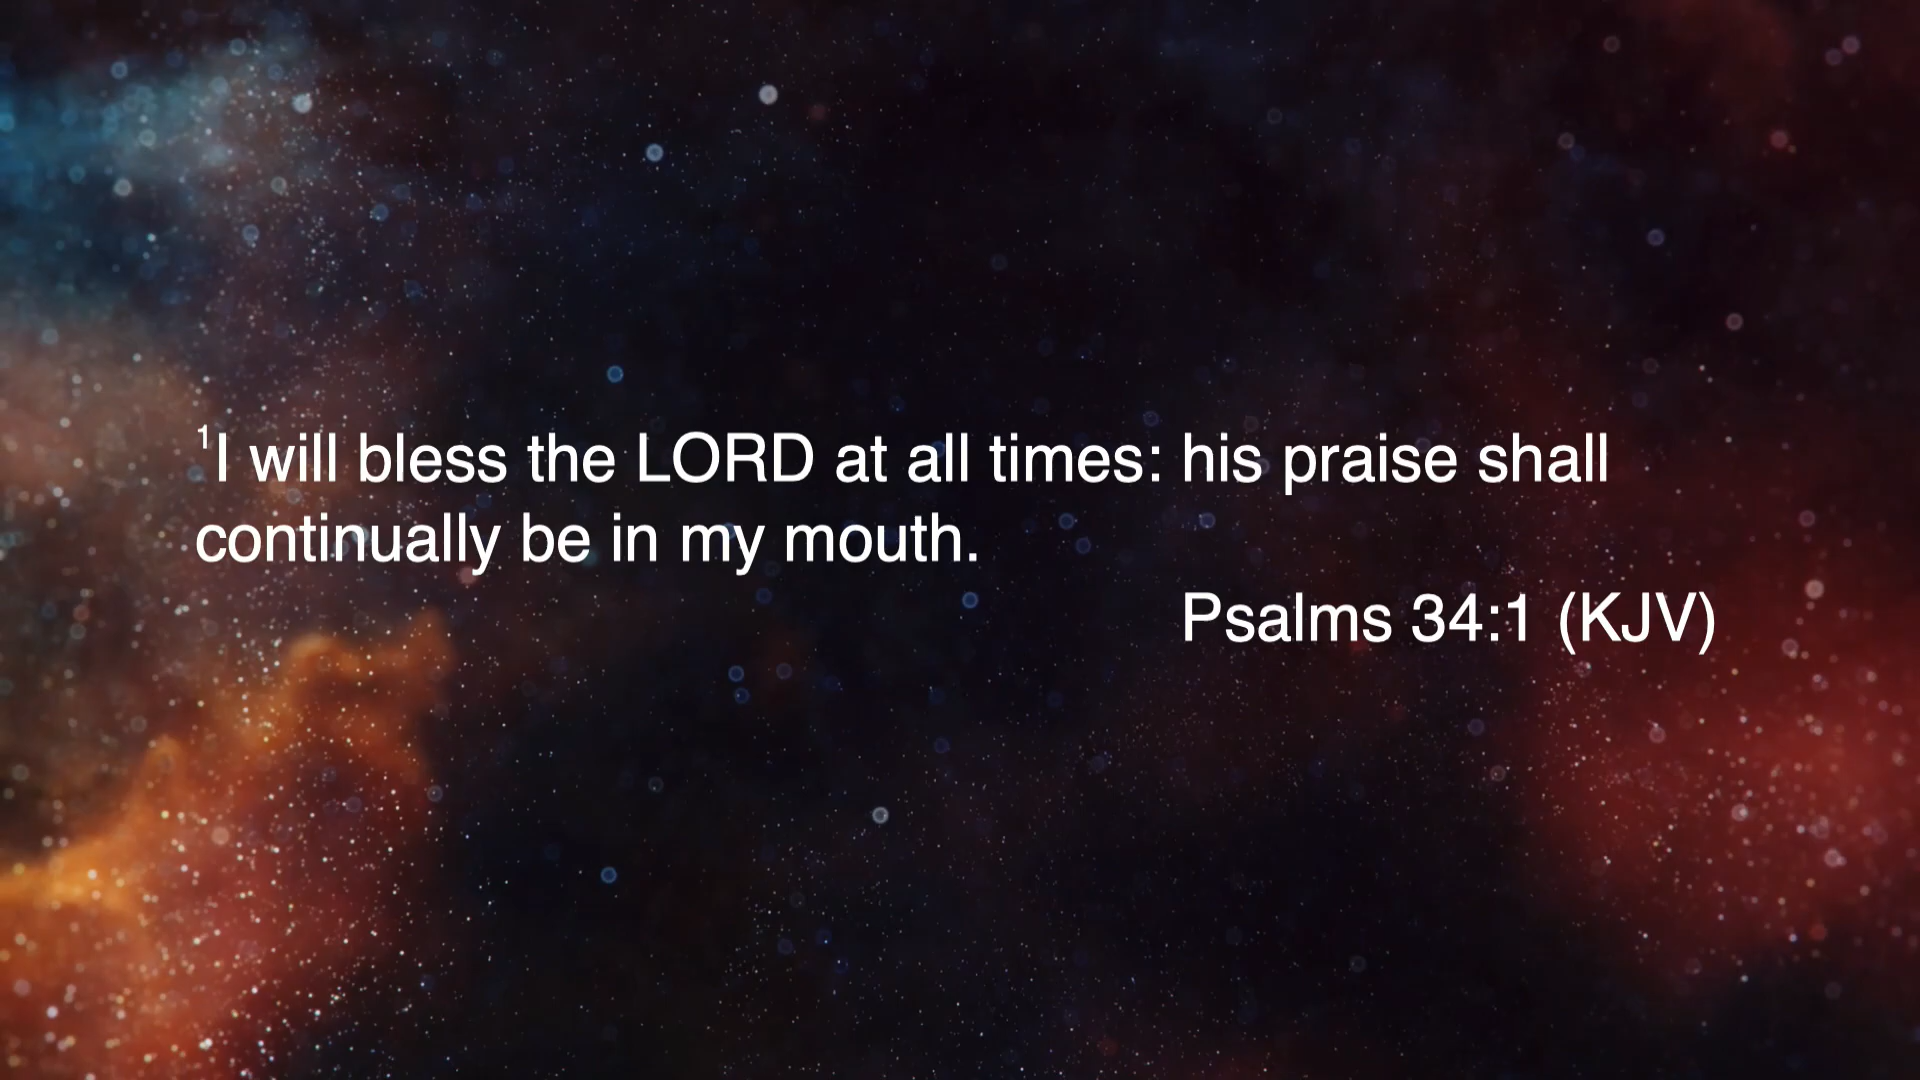 ¹I will bless the LORD at all times: his praise shall
continually be in my mouth.
Psalms 34:1 (KJV)